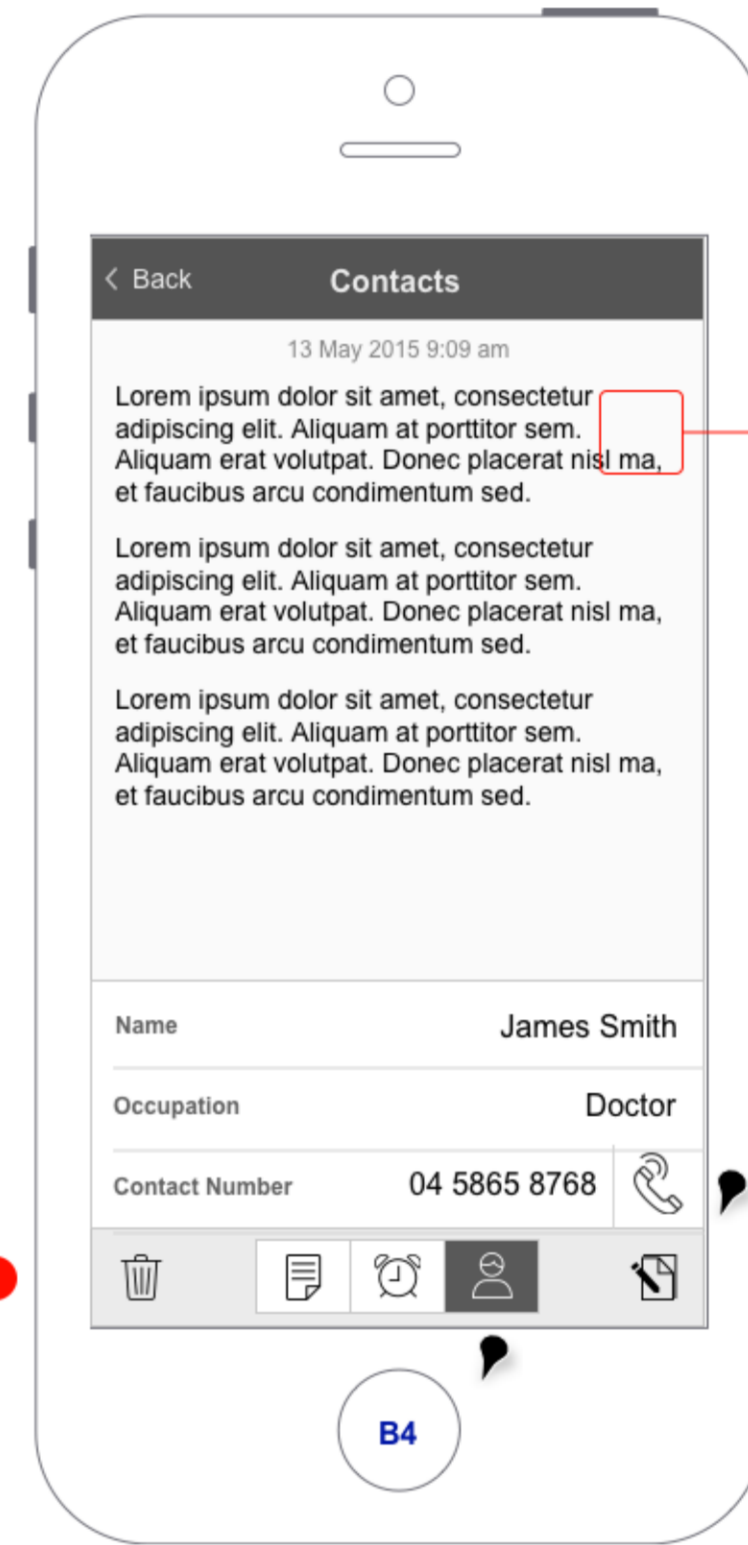 < Back Contacts
13 May 2015 9:09 am
Lorem ipsum dolor sit amet, consectetur
adipiscing elit. Aliquam at porttitor sem.
Aliquam erat volutpat. Donec placerat nisl ma,
et faucibus arcu condimentum sed.
Lorem ipsum dolor sit amet, consectetur
adipiscing elit. Aliquam at porttitor sem.
Aliquam erat volutpat. Donec placerat nisl ma,
et faucibus arcu condimentum sed.
Lorem ipsum dolor sit amet, consectetur
adipiscing elit. Aliquam at porttitor sem.
Aliquam erat volutpat. Donec placerat nisl ma,
et faucibus arcu condimentum sed.
Name James Smith
Occupation Doctor
Contact Number 04 5865 8768
B4